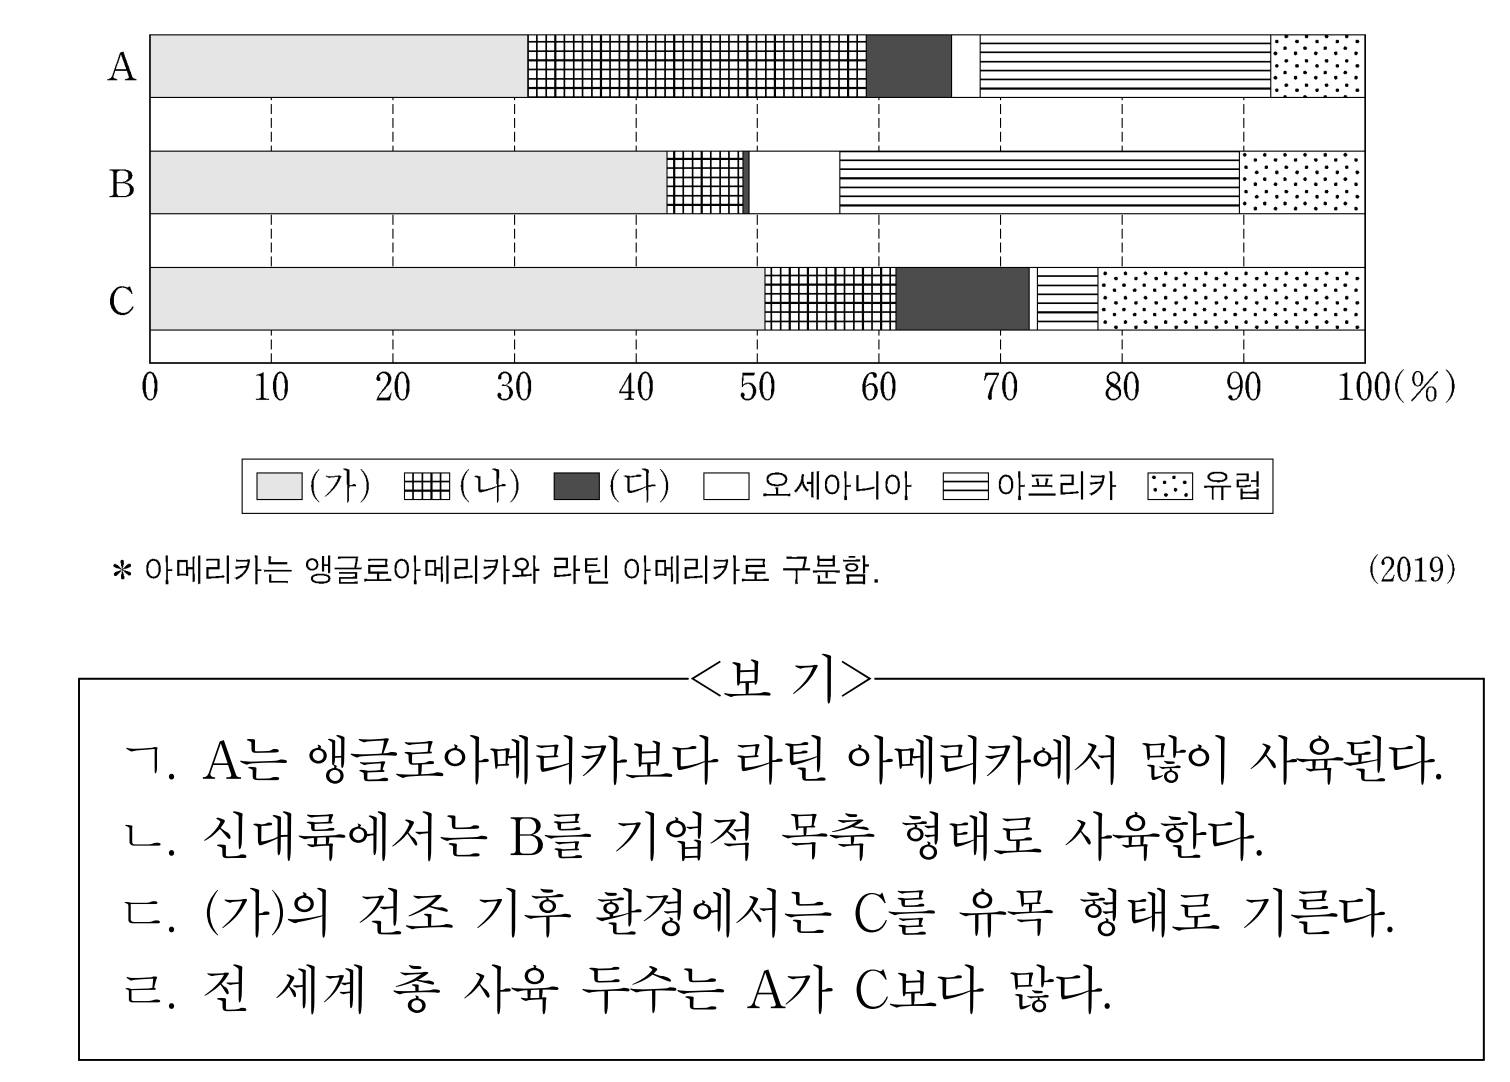 A
B
C
0 10 20 30 40 50 60 70 80 90 100(%)
(가) (나) (다) 오세아니아 아프리카 유럽
* 아메리카는 앵글로아메리카와 라틴 아메리카로 구분함. (2019)
<보 기>
ㄱ. A는 앵글로아메리카보다 라틴 아메리카에서 많이 사육된다.
ㄴ. 신대륙에서는 B를 기업적 목축 형태로 사육한다.
ㄷ. (가)의 건조 기후 환경에서는 C를 유목 형태로 기른다.
ㄹ. 전 세계 총 사육 두수는 A가 C보다 많다.